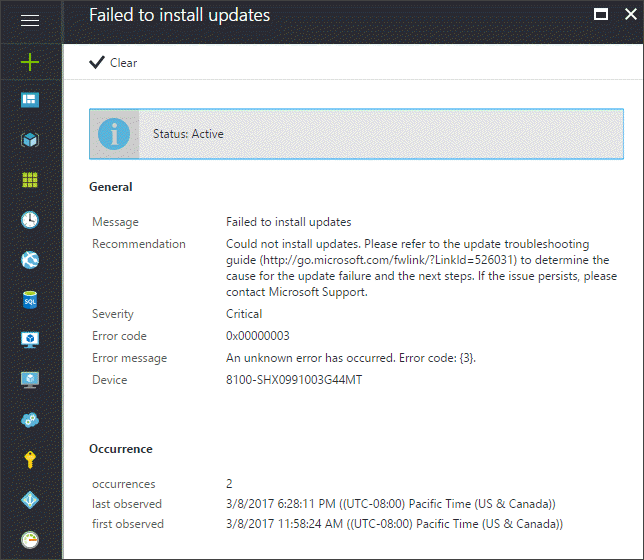 Failed to install updates
Clear
Status: Active
General
Message Failed to install updates
Recommendation Could not install updates. Please refer to the update troubleshooting
guide (http://go.microsoft.com/fwlink/?LinkId=526031) to determine the
cause for the update failure and the next steps. If the issue persists, please
contact Microsoft Support.
Severity Critical
Error code 0x00000003
Error message An unknown error has occurred. Error code: {3}.
Device 8100-SHX0991003G44MT
Occurrence
occurrences 2
last observed 3/8/2017 6:28:11 PM ((UTC-08:00) Pacific Time (US & Canada))
first observed 3/8/2017 11:58:24 AM ((UTC-08:00) Pacific Time (US & Canada))
SQL